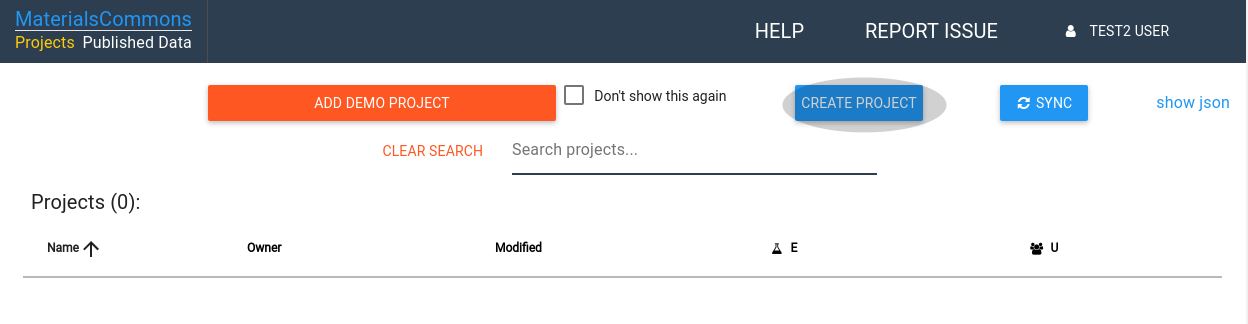 MaterialsCommons
Projects Published Data
HELP REPORT ISSUE TEST2 USER
ADD DEMO PROJECT Don't show this again CREATE PROJECT SYNC show json
CLEAR SEARCH Search projects...
Projects (0):
Name Owner Modified E U